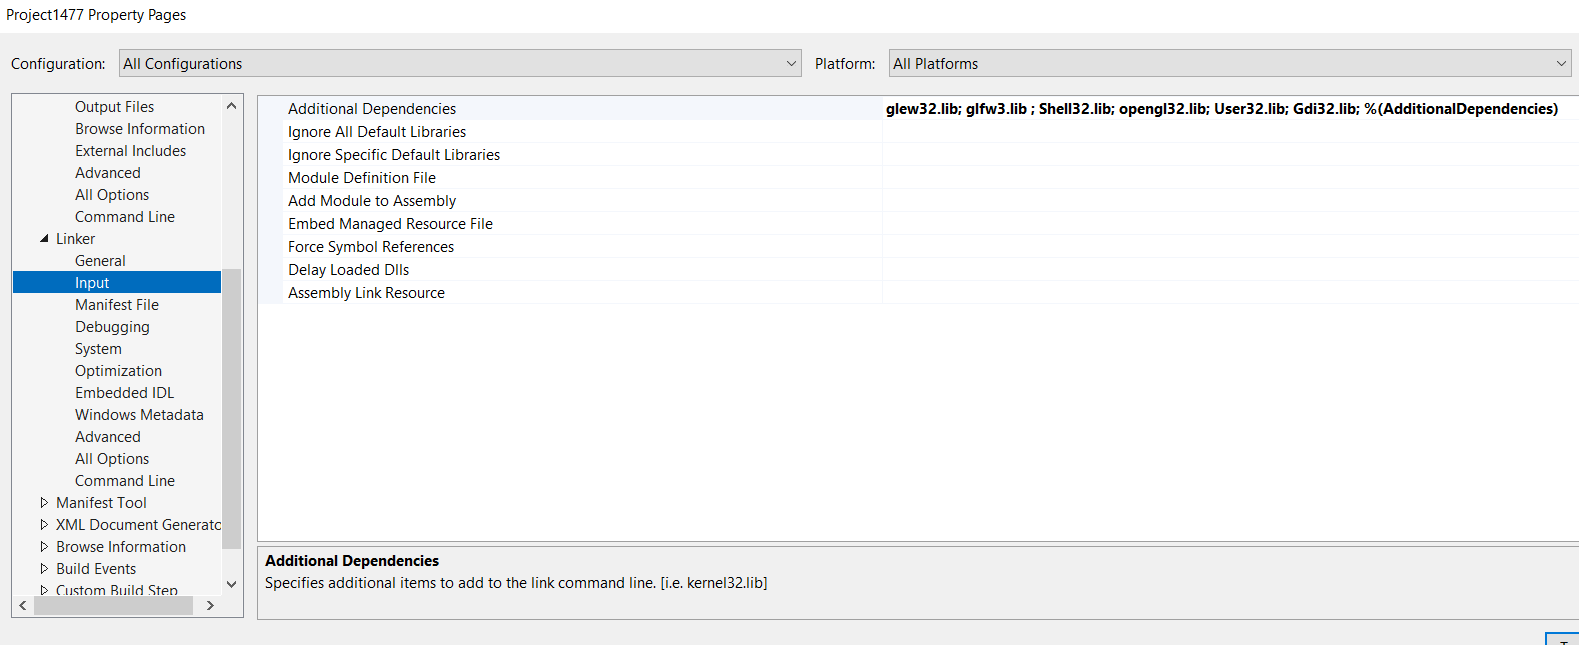 Project1477 Property Pages
Configuration: All Configurations Platform: All Platforms
Output Files
Browse Information
External Includes
Advanced
All Options
Command Line
Linker
General
Input
Manifest File
Debugging
System
Optimization
Embedded IDL
Windows Metadata
Advanced
All Options
Command Line
Manifest Tool
XML Document Generato
Browse Information
Build Events
Custom Build Step
Additional Dependencies glew32.lib; glfw3.lib ; Shell32.lib; opengl32.lib; User32.lib; Gdi32.lib; %(AdditionalDependencies)
Ignore All Default Libraries
Ignore Specific Default Libraries
Module Definition File
Add Module to Assembly
Embed Managed Resource File
Force Symbol References
Delay Loaded Dlls
Assembly Link Resource
Additional Dependencies
Specifies additional items to add to the link command line. [i.e. kernel32.lib]